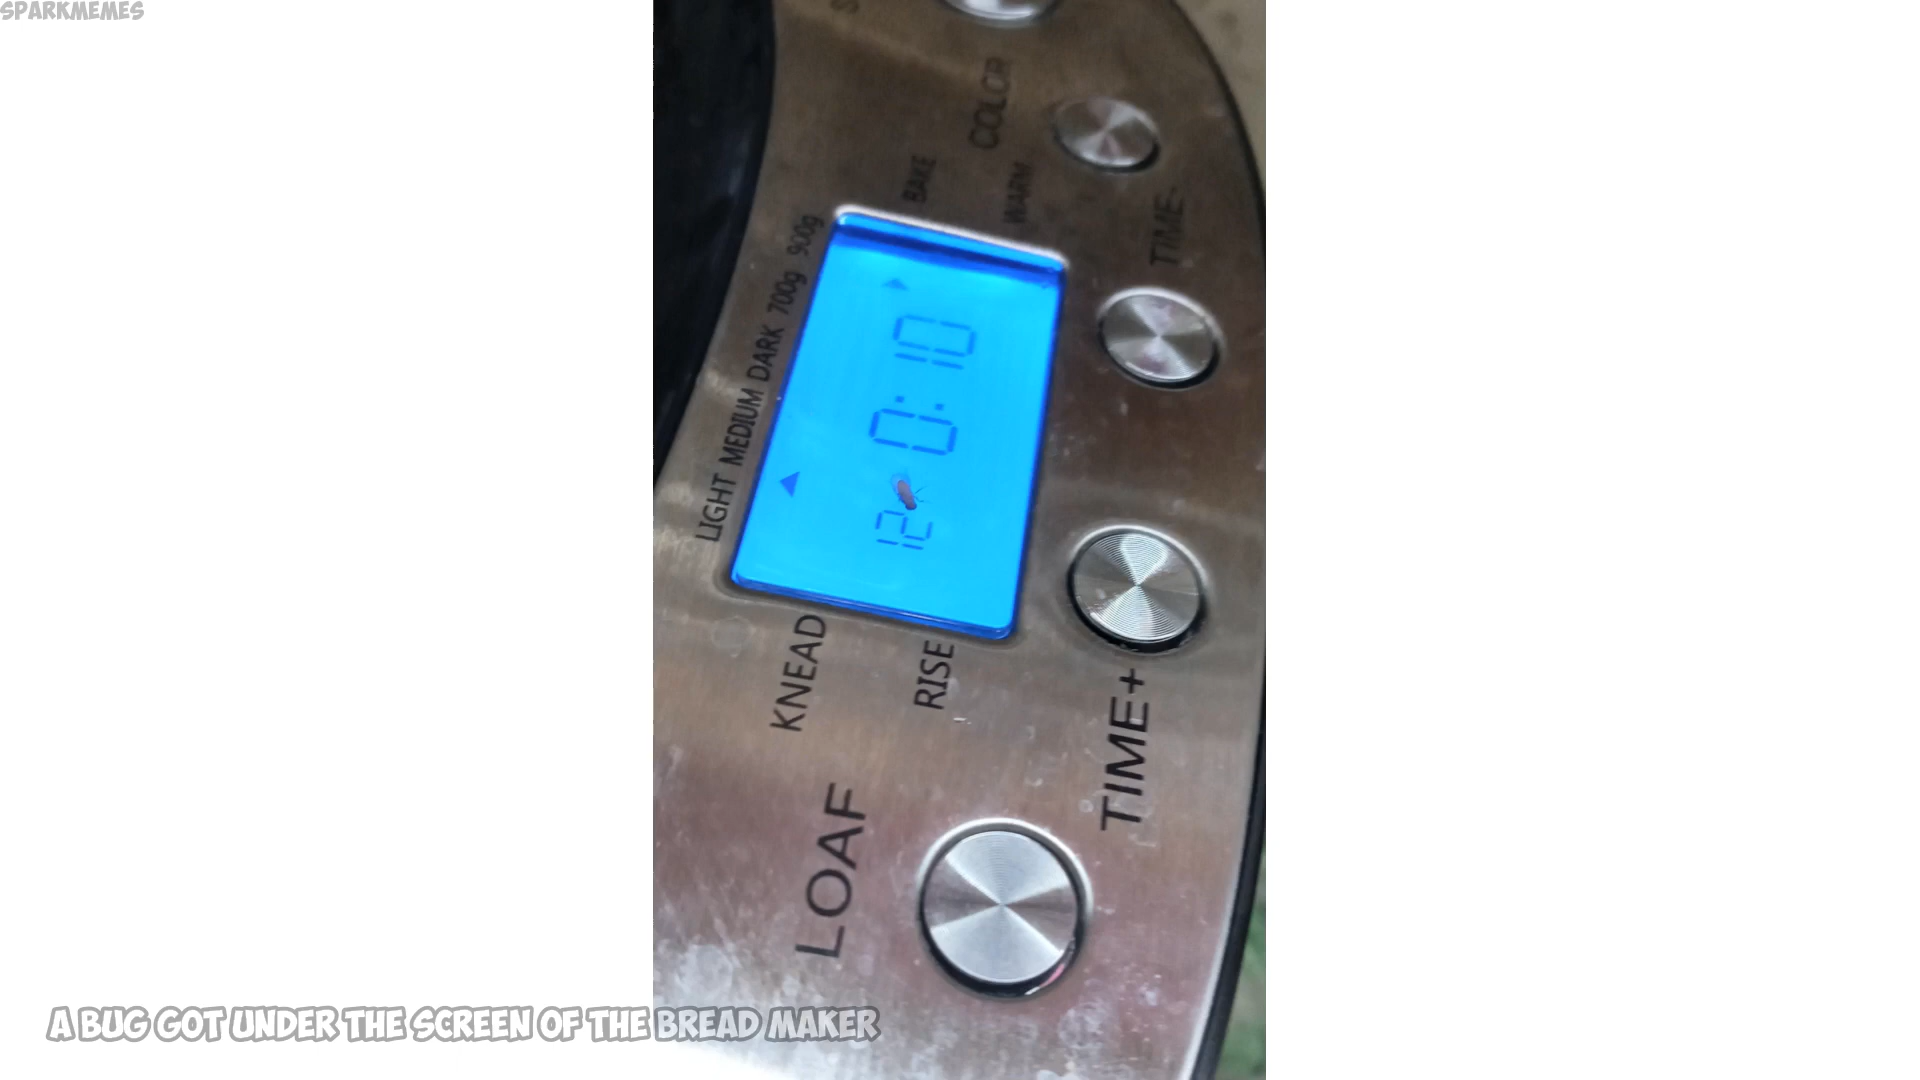 SPARKMEMES
COLOR
BAKE
WARM
TIME-
LIGHT MEDIUM DARK 700g 900g
12 0:10
KNEAD
RISE
TIME+
LOAF
A BUG GOT UNDER THE SCREEN OF THE BREAD MAKER